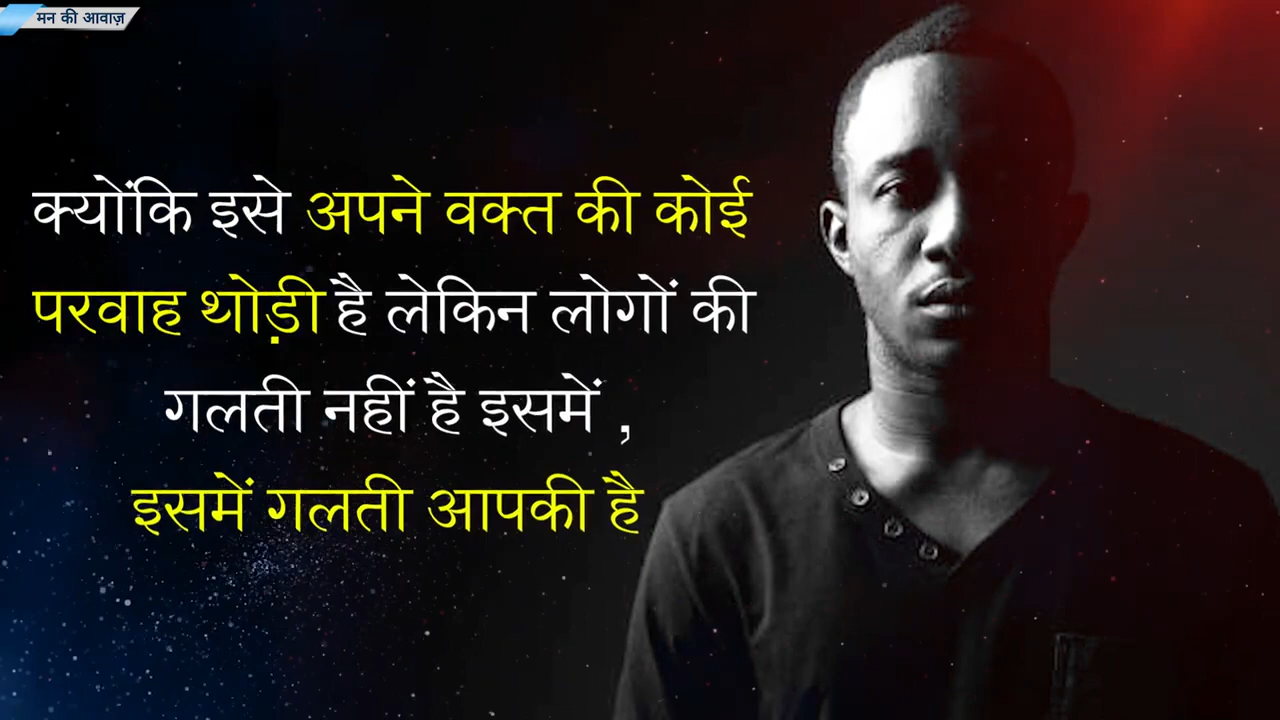 मन की आवाज़
क्योंकि इसे अपने वक्त की कोई
परवाह थोड़ी है लेकिन लोगों की
गलती नहीं है इसमें ,
इसमें गलती आपकी है